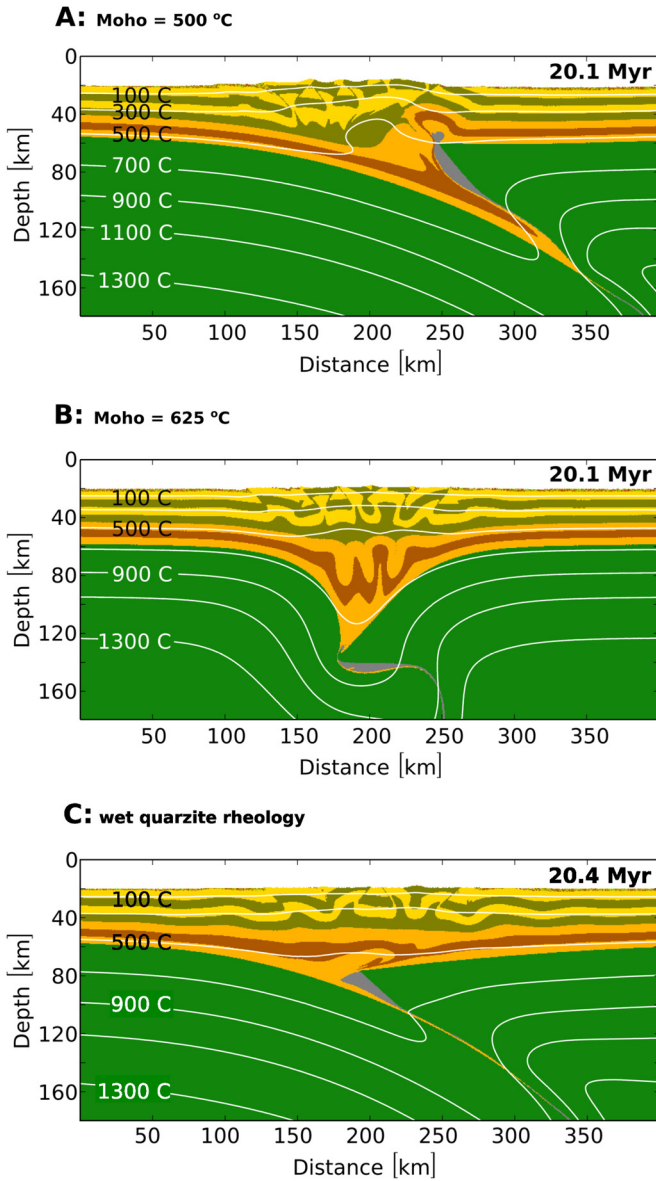 A: Moho = 500 °C
20.1 Myr
0
40
80
120
160
Depth [km]
100 C
300 C
500 C
700 C
900 C
1100 C
1300 C
50 100 150 200 250 300 350
Distance [km]
B: Moho = 625 °C
20.1 Myr
0
40
80
120
160
Depth [km]
100 C
500 C
900 C
1300 C
50 100 150 200 250 300 350
Distance [km]
C: wet quarzite rheology
20.4 Myr
0
40
80
120
160
Depth [km]
100 C
500 C
900 C
1300 C
50 100 150 200 250 300 350
Distance [km]